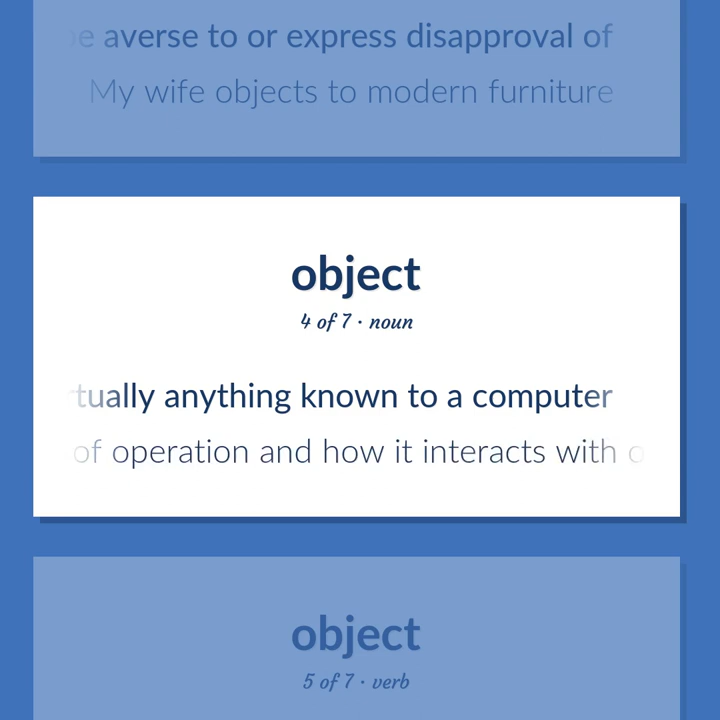 be averse to or express disapproval of
My wife objects to modern furniture
object
4 of 7 · noun
tually anything known to a computer
of operation and how it interacts with o
object
5 of 7 · verb